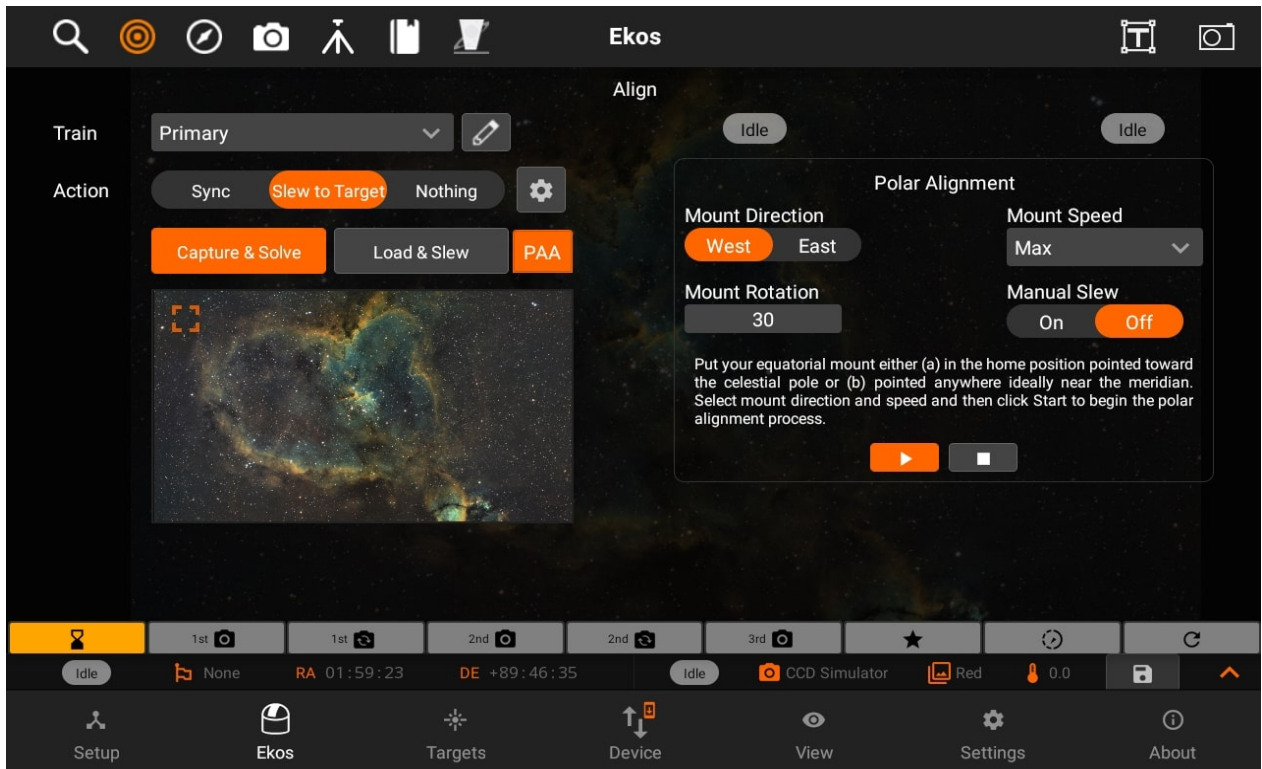 Ekos
Align
Train
Primary
Idle
Idle
Action
Sync
Slew to Target
Nothing
Capture & Solve
Load & Slew
PAA
Polar Alignment
Mount Direction
Mount Speed
West
East
Max
Mount Rotation
Manual Slew
30
On
Off
Put your equatorial mount either (a) in the home position pointed toward
the celestial pole or (b) pointed anywhere ideally near the meridian.
Select mount direction and speed and then click Start to begin the polar
alignment process.
1st
1st
2nd
2nd
3rd
Idle
None
RA 01:59:23
DE +89:46:35
Idle
CCD Simulator
Red
0.0
Setup
Ekos
Targets
Device
View
Settings
About